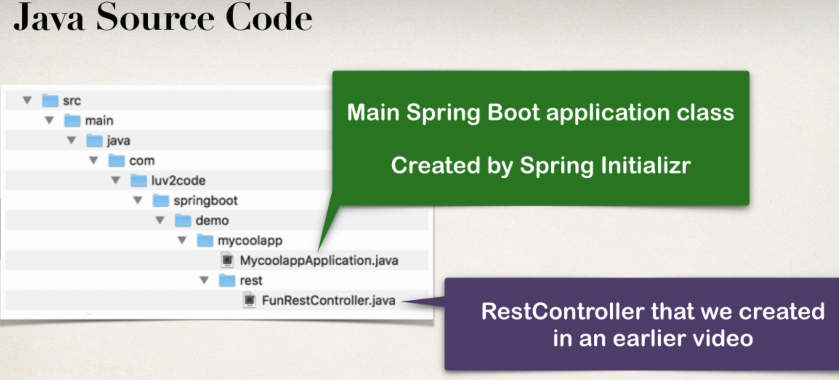 Java Source Code
src
main
java
com
luv2code
springboot
demo
mycoolapp
MycoolappApplication.java
rest
FunRestController.java
Main Spring Boot application class
Created by Spring Initializr
RestController that we created
in an earlier video